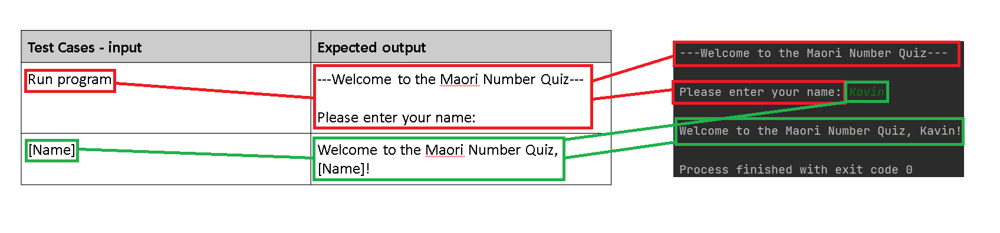 Test Cases - input
Expected output
Run program
---Welcome to the Maori Number Quiz---
Please enter your name:
[Name]
Welcome to the Maori Number Quiz,
[Name]!
---Welcome to the Maori Number Quiz---
Please enter your name: Kavin
Welcome to the Maori Number Quiz, Kavin!
Process finished with exit code 0